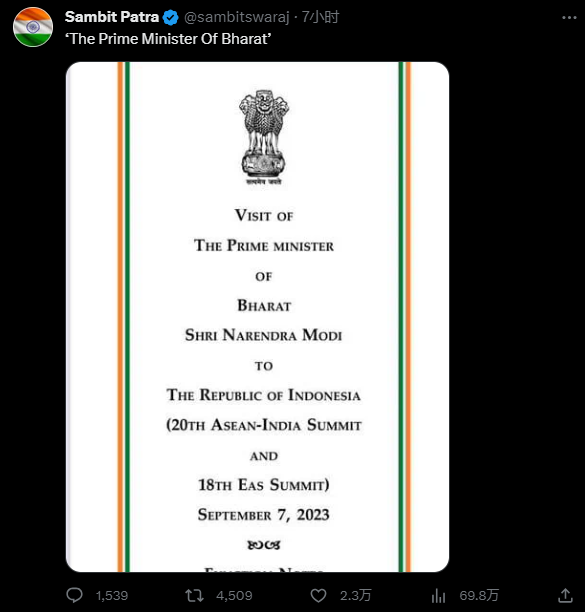 Sambit Patra @sambitswaraj · 7小时
‘The Prime Minister Of Bharat’
सत्यमेव जयते
VISIT OF
THE PRIME MINISTER
OF
BHARAT
SHRI NARENDRA MODI
TO
THE REPUBLIC OF INDONESIA
(20TH ASEAN-INDIA SUMMIT
AND
18TH EAS SUMMIT)
SEPTEMBER 7, 2023
1,539 4,509 2.3万 69.8万